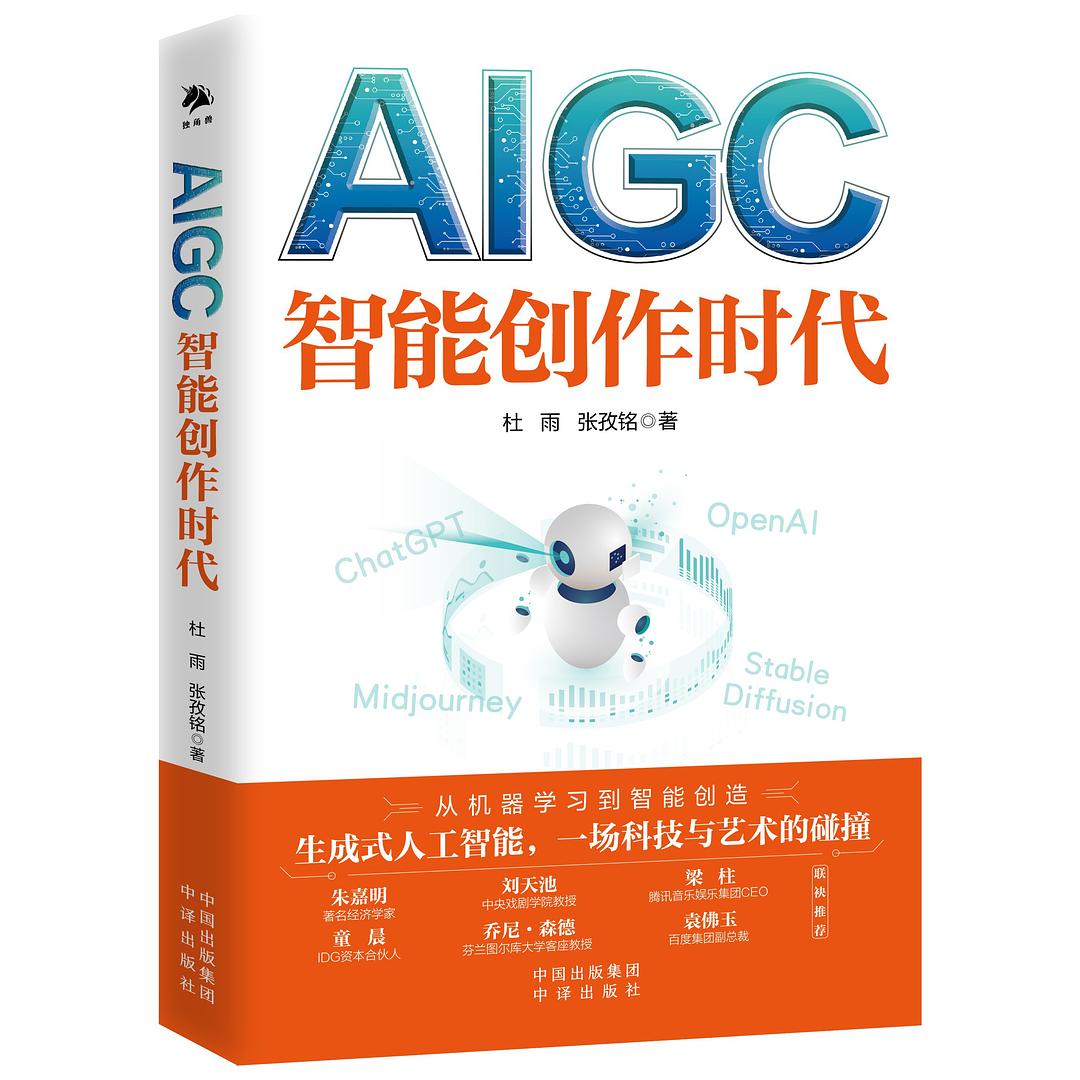 独角兽
AIGC
智能创作时代
杜 雨 张孜铭◎著
中国出版集团
中译出版社
AIGC
智能创作时代
杜 雨 张孜铭◎著
ChatGPT
OpenAI
Midjourney
Stable
Diffusion
从机器学习到智能创造
生成式人工智能，一场科技与艺术的碰撞
朱嘉明
著名经济学家
刘天池
中央戏剧学院教授
梁 柱
腾讯音乐娱乐集团CEO
童 晨
IDG资本合伙人
乔尼·森德
芬兰图尔库大学客座教授
袁佛玉
百度集团副总裁
联袂推荐
中国出版集团
中译出版社